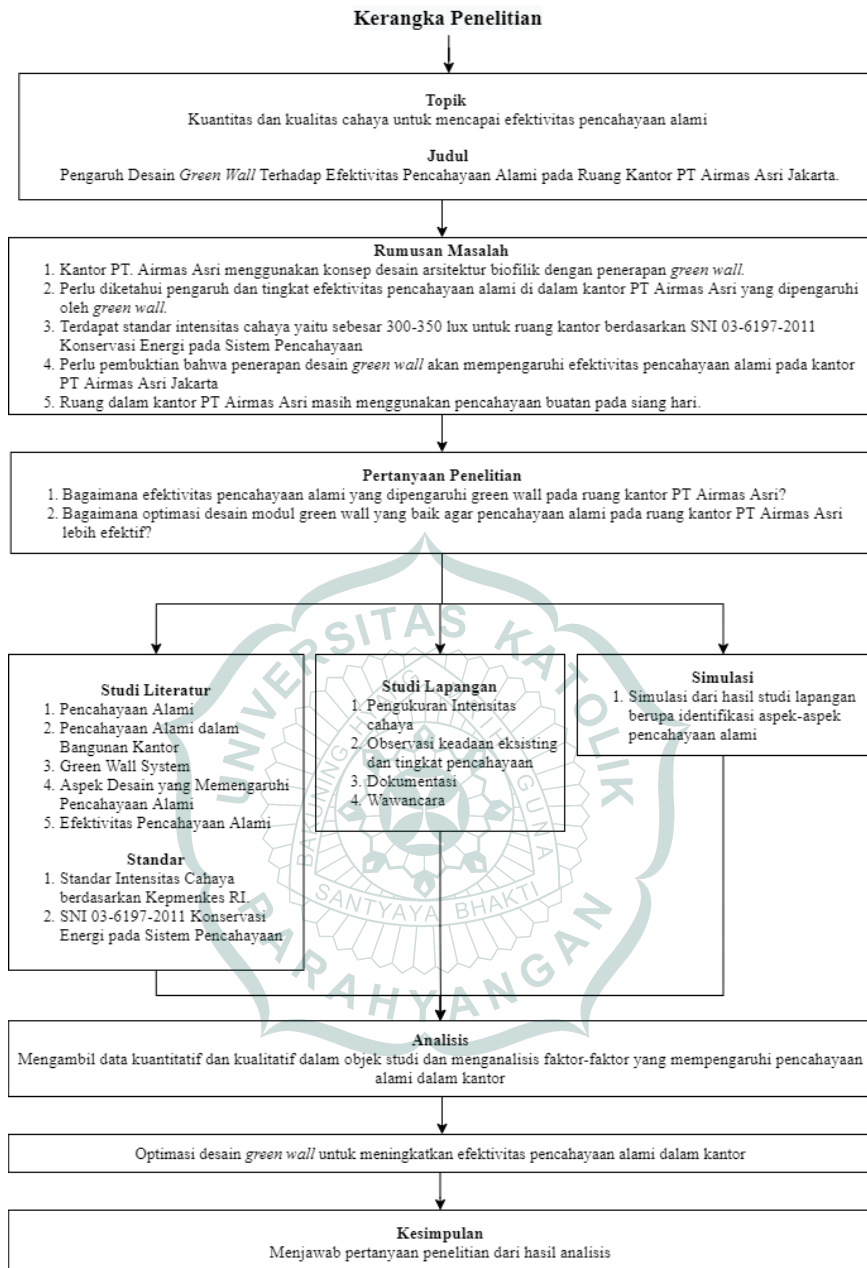 Kerangka Penelitian
Topik
Kuantitas dan kualitas cahaya untuk mencapai efektivitas pencahayaan alami
Judul
Pengaruh Desain Green Wall Terhadap Efektivitas Pencahayaan Alami pada Ruang Kantor PT Airmas Asri Jakarta.
Rumusan Masalah
1. Kantor PT. Airmas Asri menggunakan konsep desain arsitektur biofilik dengan penerapan green wall.
2. Perlu diketahui pengaruh dan tingkat efektivitas pencahayaan alami di dalam kantor PT Airmas Asri yang dipengaruhi
oleh green wall.
3. Terdapat standar intensitas cahaya yaitu sebesar 300-350 lux untuk ruang kantor berdasarkan SNI 03-6197-2011
Konservasi Energi pada Sistem Pencahayaan
4. Perlu pembuktian bahwa penerapan desain green wall akan mempengaruhi efektivitas pencahayaan alami pada kantor
PT Airmas Asri Jakarta
5. Ruang dalam kantor PT Airmas Asri masih menggunakan pencahayaan buatan pada siang hari.
Pertanyaan Penelitian
1. Bagaimana efektivitas pencahayaan alami yang dipengaruhi green wall pada ruang kantor PT Airmas Asri?
2. Bagaimana optimasi desain modul green wall yang baik agar pencahayaan alami pada ruang kantor PT Airmas Asri
lebih efektif?
Studi Literatur
1. Pencahayaan Alami
2. Pencahayaan Alami dalam
Bangunan Kantor
3. Green Wall System
4. Aspek Desain yang Memengaruhi
Pencahayaan Alami
5. Efektivitas Pencahayaan Alami
Standar
1. Standar Intensitas Cahaya
berdasarkan Kepmenkes RI.
2. SNI 03-6197-2011 Konservasi
Energi pada Sistem Pencahayaan
Studi Lapangan
1. Pengukuran Intensitas
cahaya
2. Observasi keadaan eksisting
dan tingkat pencahayaan
3. Dokumentasi
4. Wawancara
Simulasi
1. Simulasi dari hasil studi lapangan
berupa identifikasi aspek-aspek
pencahayaan alami
UNIVERSITAS KATOLIK
PARAHYANGAN
BAKUNING HYANG MRIH GUNA
SANTYAYA BHAKTI
Analisis
Mengambil data kuantitatif dan kualitatif dalam objek studi dan menganalisis faktor-faktor yang mempengaruhi pencahayaan
alami dalam kantor
Optimasi desain green wall untuk meningkatkan efektivitas pencahayaan alami dalam kantor
Kesimpulan
Menjawab pertanyaan penelitian dari hasil analisis